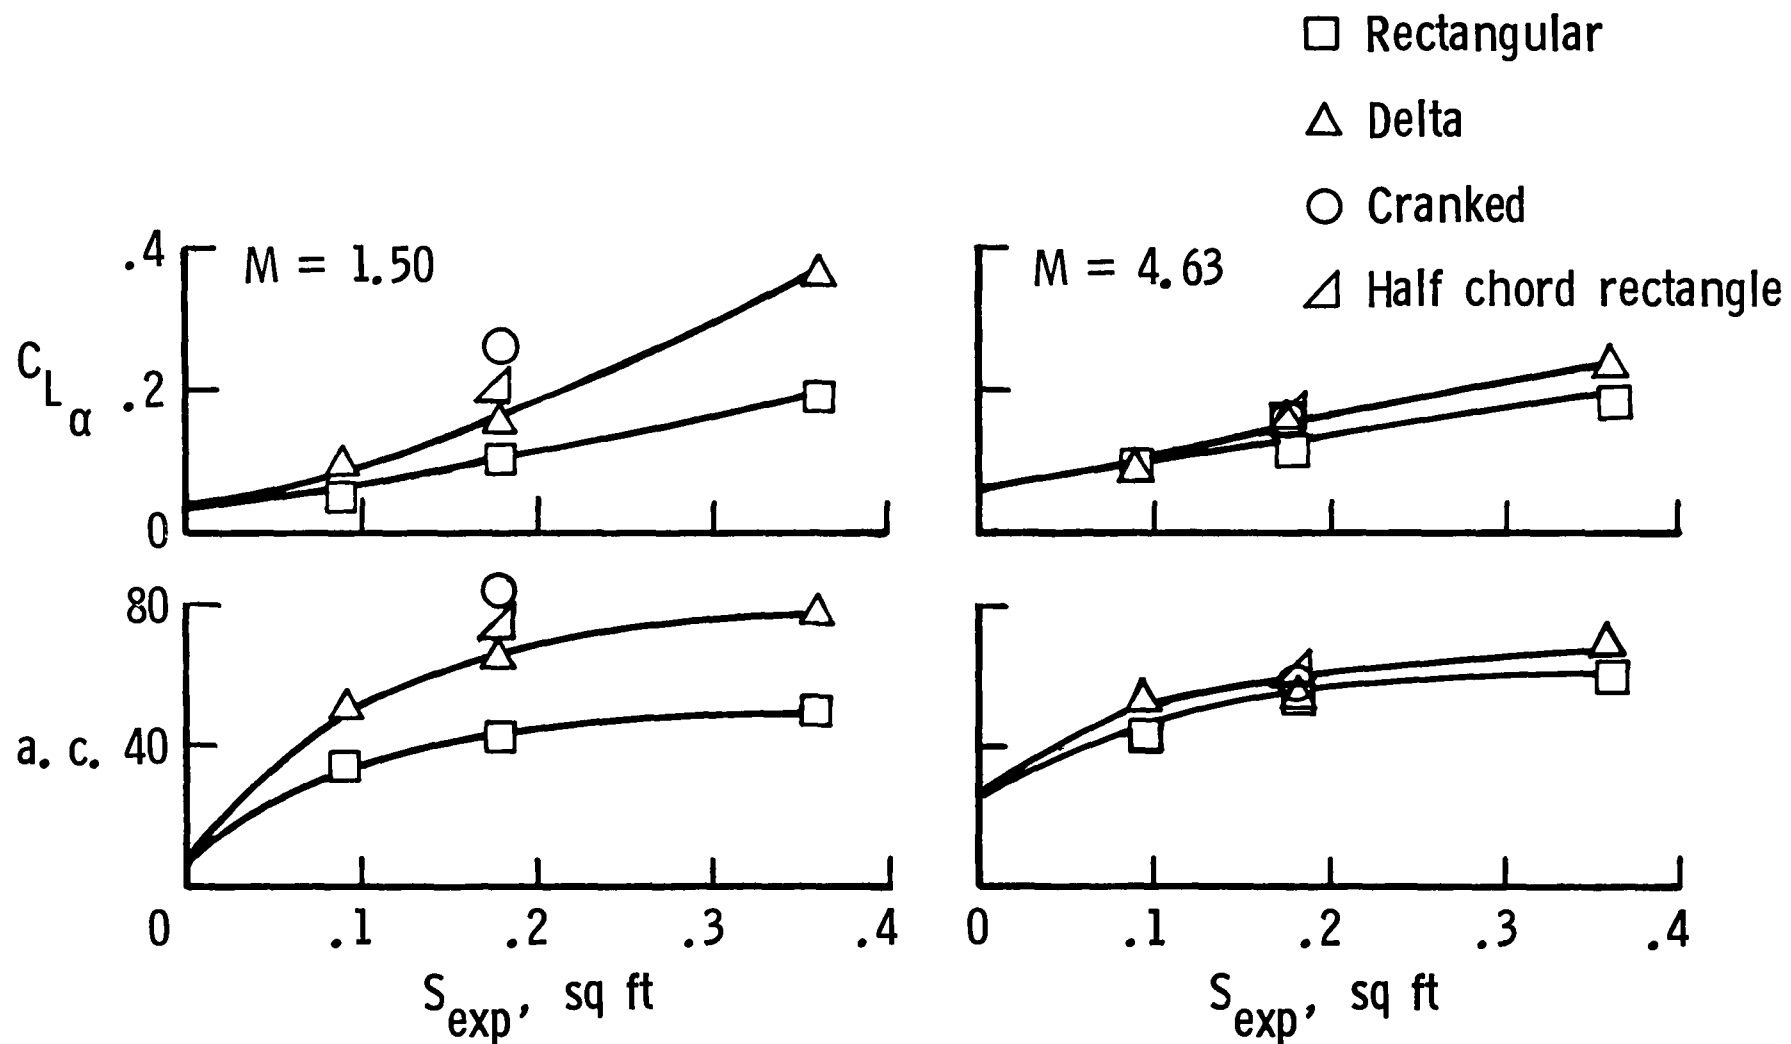 Rectangular
Delta
Cranked
Half chord rectangle
M = 1.50
M = 4.63
.4
C_Lα .2
0
80
a. c. 40
0 .1 .2 .3 .4
0 .1 .2 .3 .4
S_exp, sq ft
S_exp, sq ft